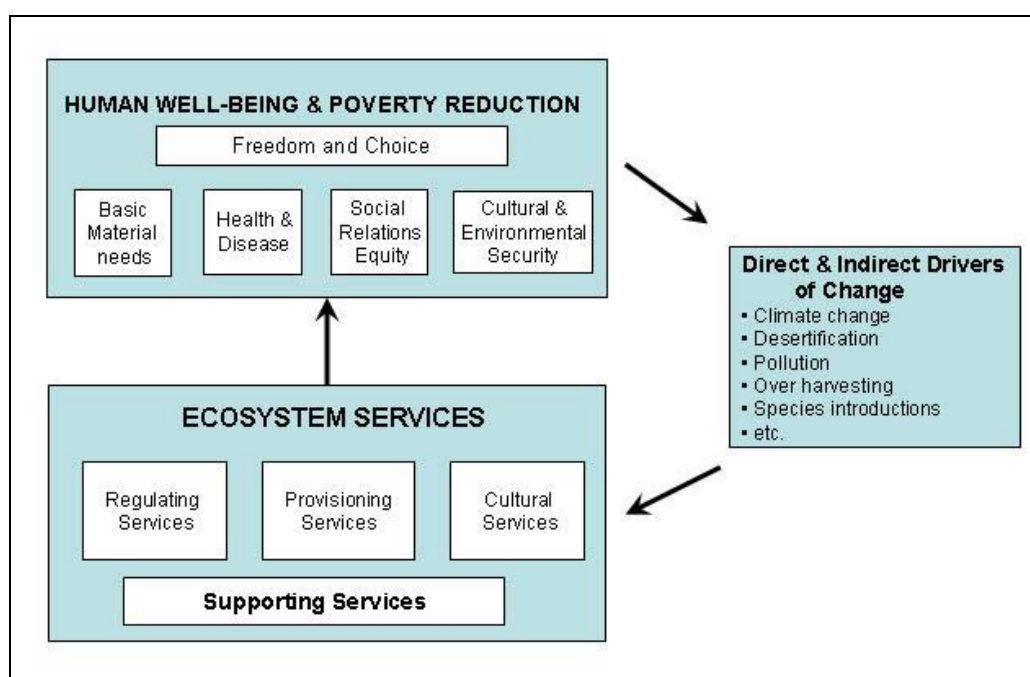 HUMAN WELL-BEING & POVERTY REDUCTION
Freedom and Choice
Basic
Material
needs
Health &
Disease
Social
Relations
Equity
Cultural &
Environmental
Security
Direct & Indirect Drivers
of Change
▪ Climate change
▪ Desertification
▪ Pollution
▪ Over harvesting
▪ Species introductions
▪ etc.
ECOSYSTEM SERVICES
Regulating
Services
Provisioning
Services
Cultural
Services
Supporting Services